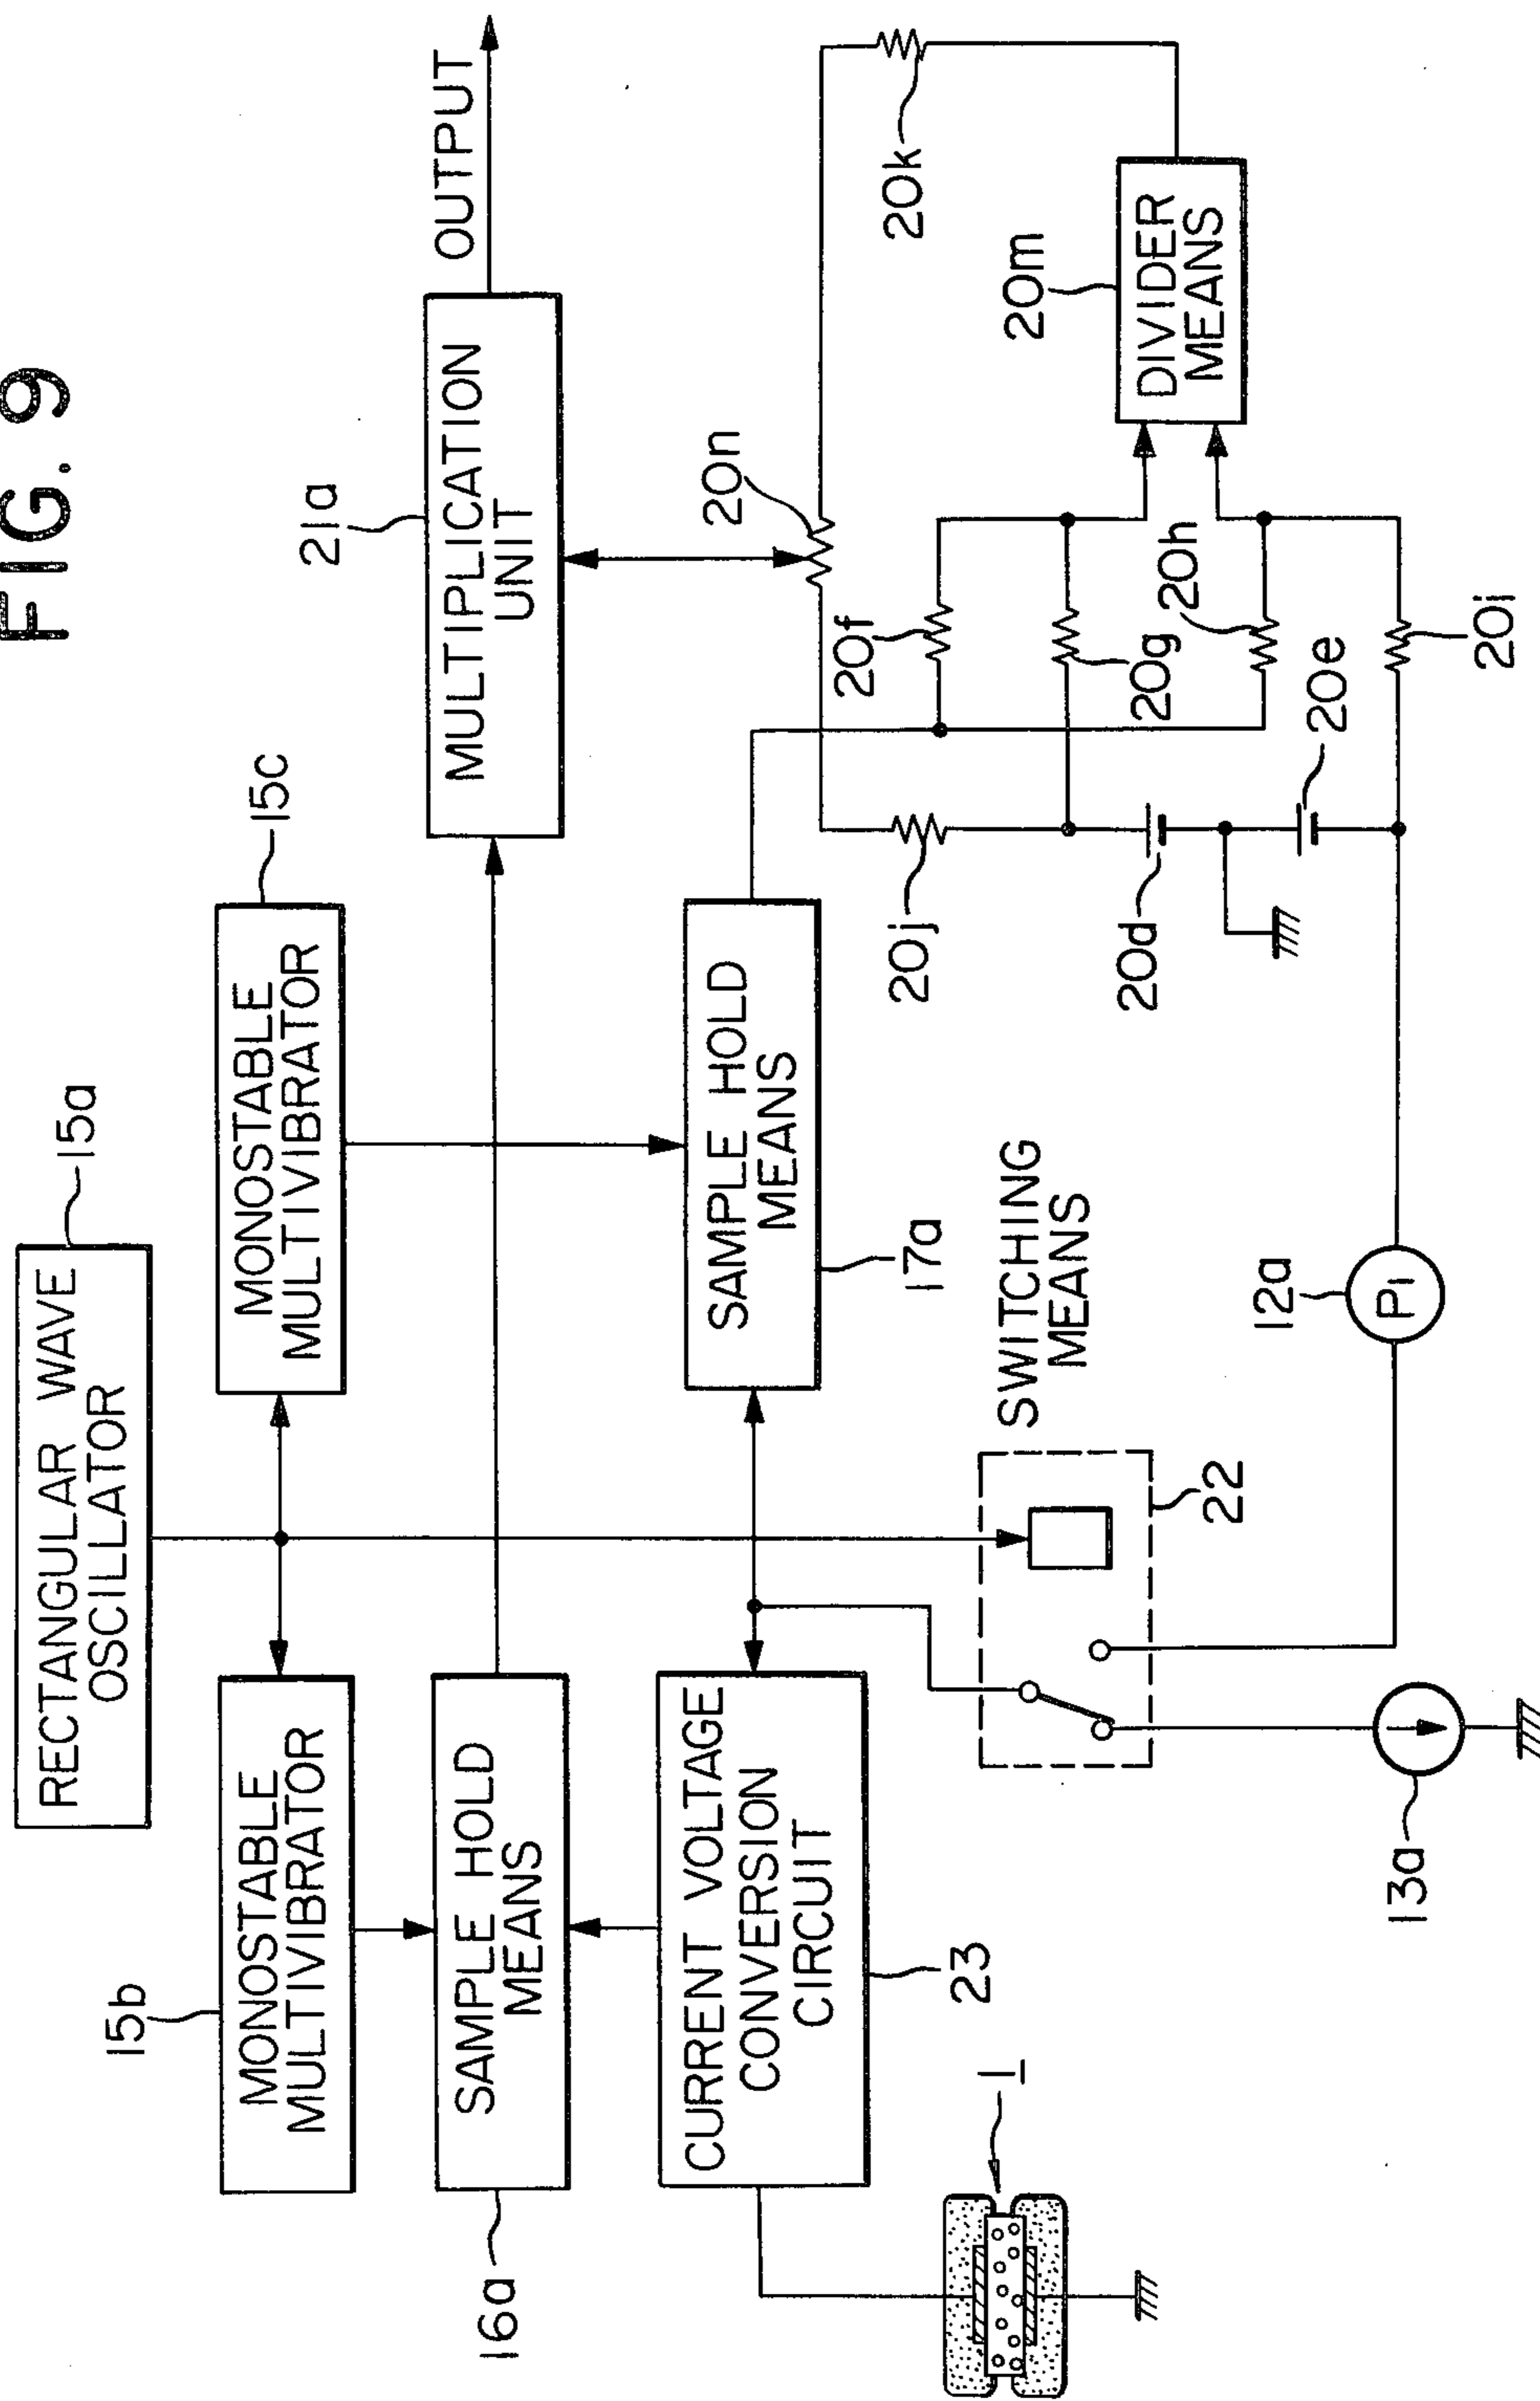 FIG. 9
RECTANGULAR WAVE
OSCILLATOR
15a
15b
MONOSTABLE
MULTIVIBRATOR
MONOSTABLE
MULTIVIBRATOR
15c
16a
SAMPLE HOLD
MEANS
21a
MULTIPLICATION
UNIT
OUTPUT
CURRENT VOLTAGE
CONVERSION
CIRCUIT
23
SAMPLE HOLD
MEANS
17a
20n
20k
20j
20f
20g
20h
20m
DIVIDER
MEANS
20d
20e
20i
SWITCHING
MEANS
22
1
12a
P1
13a